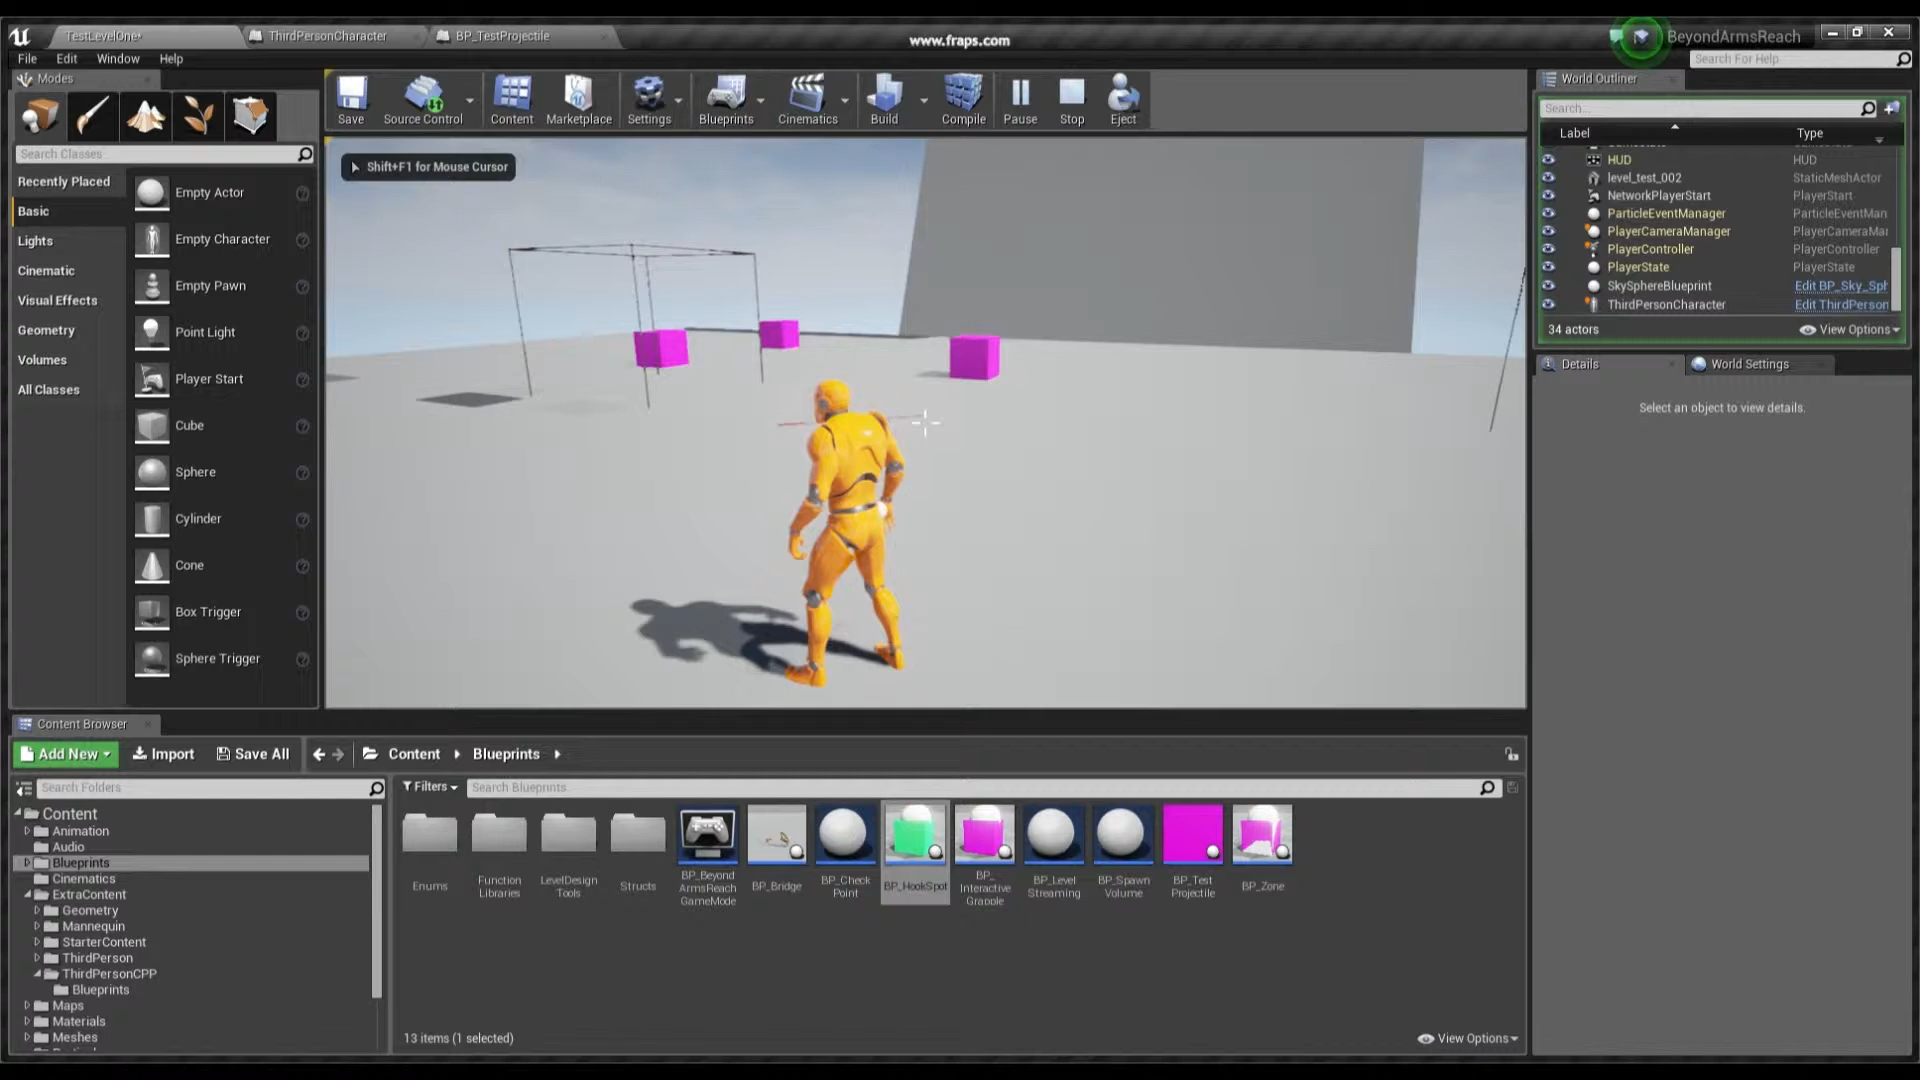 TestLevelOne*
ThirdPersonCharacter
BP_TestProjectile
www.fraps.com
BeyondArmsReach
File Edit Window Help
Search For Help
Modes
Save
Source Control
Content
Marketplace
Settings
Blueprints
Cinematics
Build
Compile
Pause
Stop
Eject
World Outliner
Search...
Label Type
Search Classes
Shift+F1 for Mouse Cursor
Recently Placed
Basic
Lights
Cinematic
Visual Effects
Geometry
Volumes
All Classes
Empty Actor
Empty Character
Empty Pawn
Point Light
Player Start
Cube
Sphere
Cylinder
Cone
Box Trigger
Sphere Trigger
HUD HUD
level_test_002 StaticMeshActor
NetworkPlayerStart PlayerStart
ParticleEventManager ParticleEventMan
PlayerCameraManager PlayerCameraMa
PlayerController PlayerController
PlayerState PlayerState
SkySphereBlueprint Edit BP_Sky_Sph
ThirdPersonCharacter Edit ThirdPerson
34 actors View Options
Details
World Settings
Select an object to view details.
Content Browser
Add New Import Save All Content Blueprints
Search Folders
Filters Search Blueprints
Content
Animation
Audio
Blueprints
Cinematics
ExtraContent
Geometry
Mannequin
StarterContent
ThirdPerson
ThirdPersonCPP
Blueprints
Maps
Materials
Meshes
Enums
Function
Libraries
LevelDesign
Tools
Structs
BP_Beyond
ArmsReach
GameMode
BP_Bridge
BP_Check
Point
BP_HookSpot
BP_
Interactive
Grapple
BP_Level
Streaming
BP_Spawn
Volume
BP_Test
Projectile
BP_Zone
13 items (1 selected)
View Options